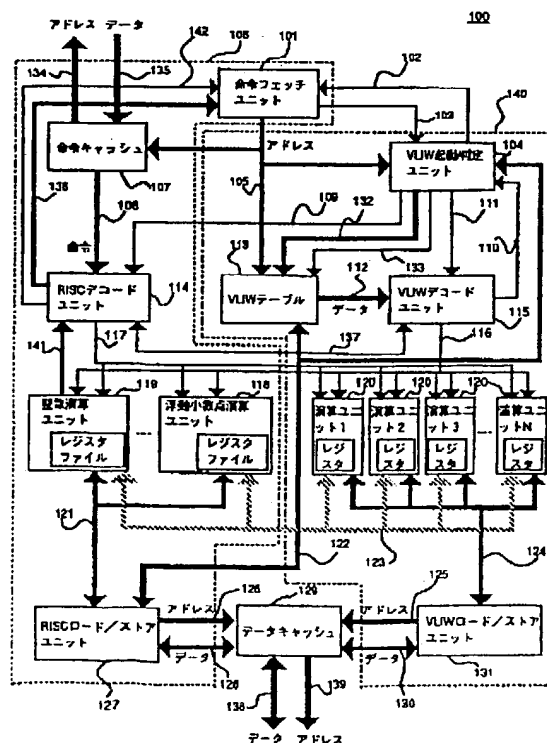 100
アドレス データ
142
108
101
134
135
命令フェッチ
ユニット
102
103
140
命令キャッシュ
アドレス
VLIW起動判定
ユニット
104
136
107
105
106
109
132
111
110
命令
113
133
RISCデコード
ユニット
114
VLIWテーブル
112
データ
VLIWデコード
ユニット
115
117
137
116
141
119
118
120
120
120
整数演算
ユニット
レジスタ
ファイル
浮動小数点演算
ユニット
レジスタ
ファイル
演算ユニ
ット1
レジ
スタ
演算ユニ
ット2
レジ
スタ
演算ユニ
ット3
レジ
スタ
演算ユニ
ットN
レジ
スタ
121
122
123
124
128
129
125
RISCロード/ストア
ユニット
アドレス
データキャッシュ
アドレス
VLIWロード/ストア
ユニット
データ
126
データ
130
131
127
138
139
データ アドレス